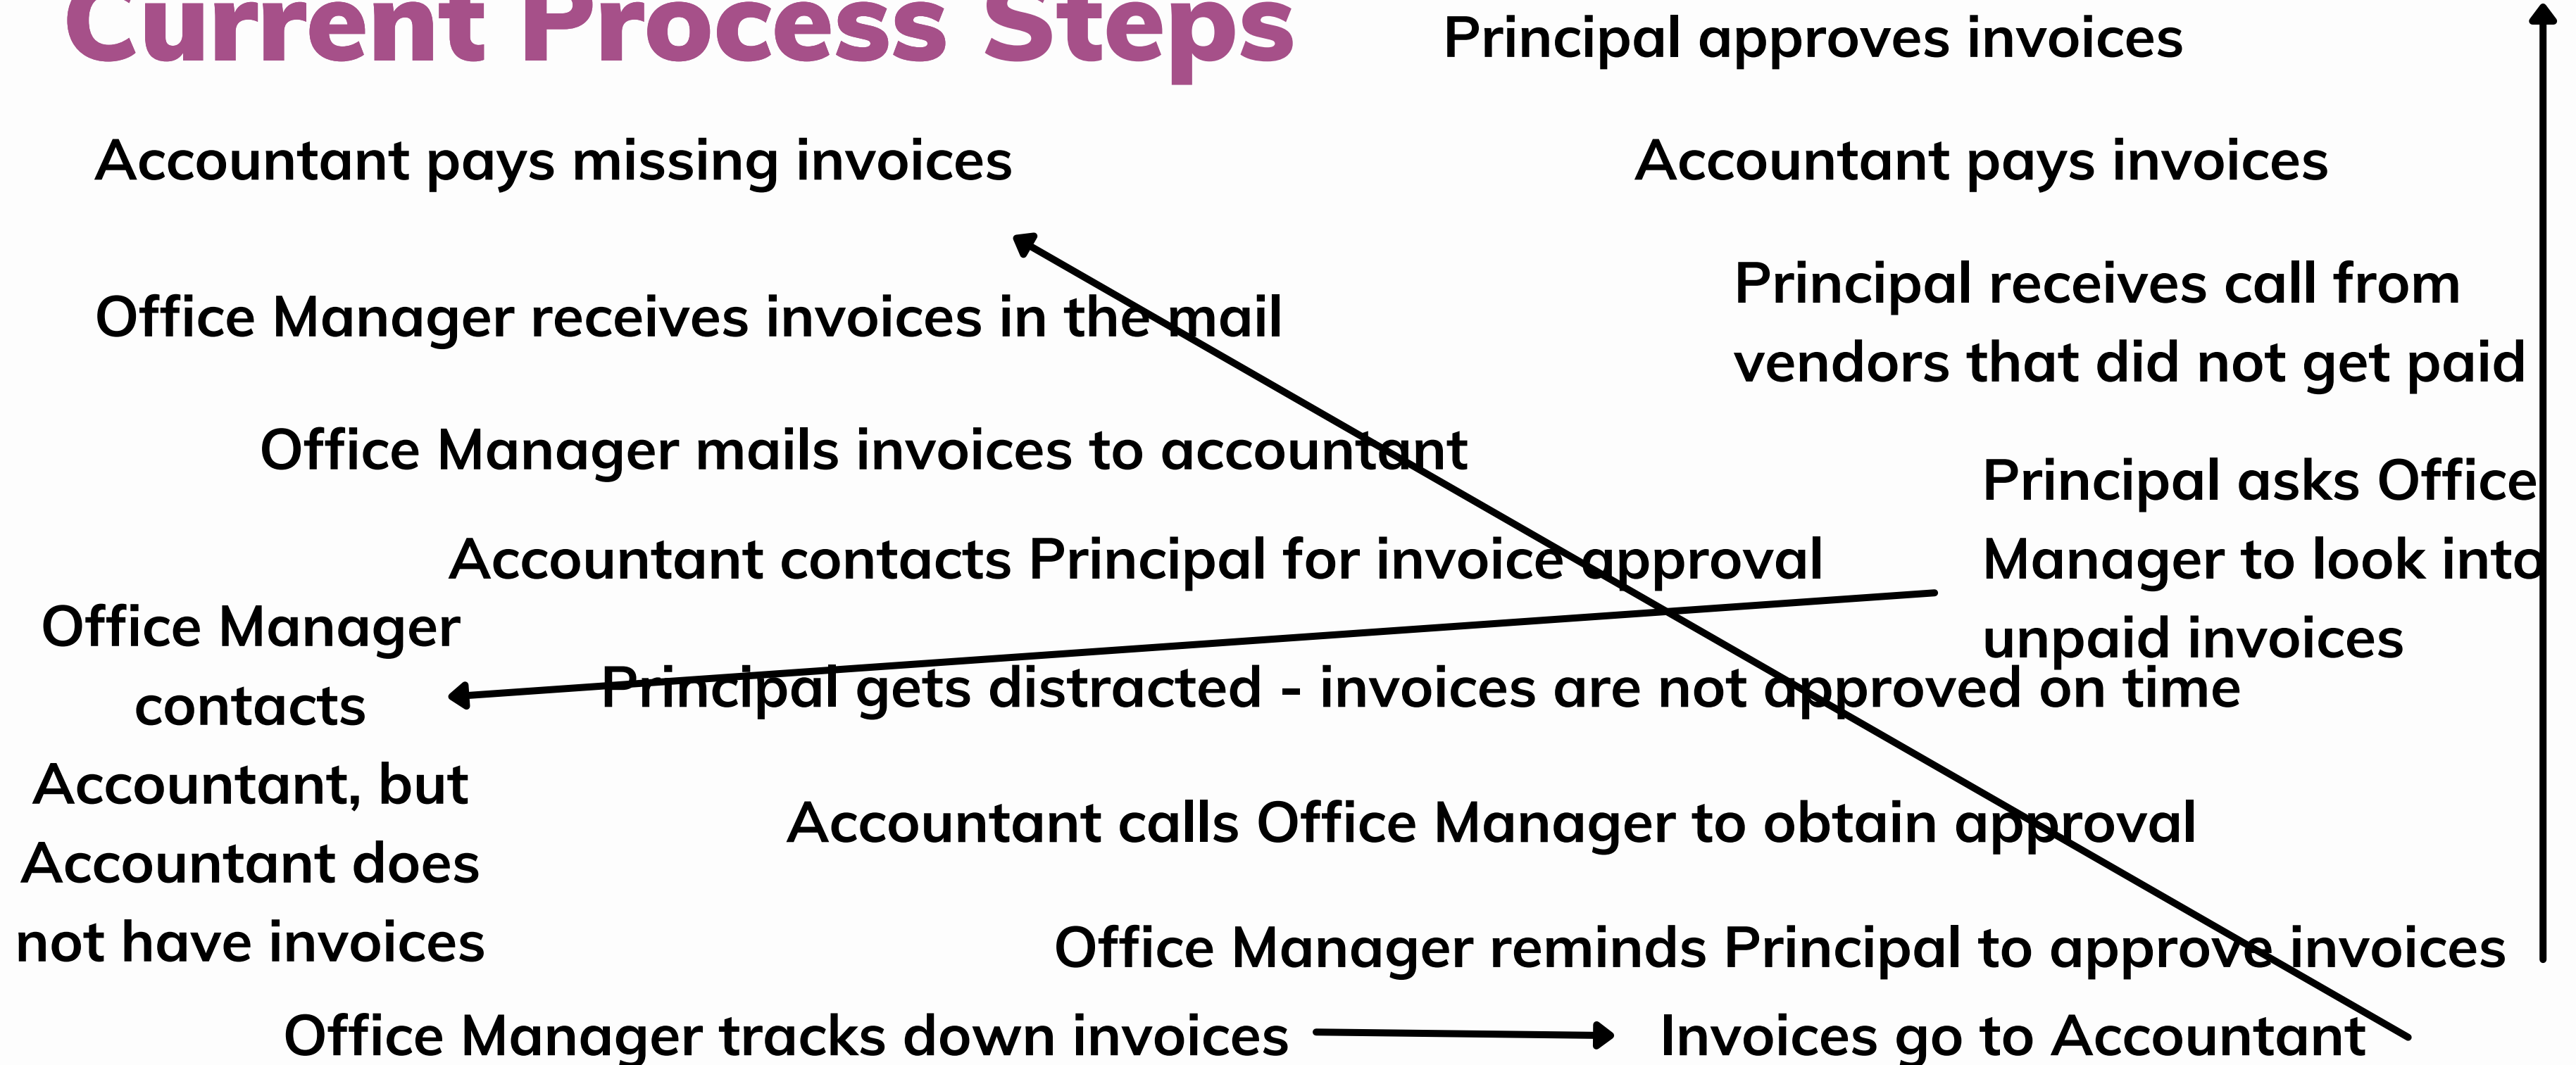 Current Process Steps
Principal approves invoices
Accountant pays missing invoices
Accountant pays invoices
Office Manager receives invoices in the mail
Principal receives call from
vendors that did not get paid
Office Manager mails invoices to accountant
Principal asks Office
Manager to look into
unpaid invoices
Accountant contacts Principal for invoice approval
Office Manager
contacts
Accountant, but
Accountant does
not have invoices
Principal gets distracted - invoices are not approved on time
Accountant calls Office Manager to obtain approval
Office Manager reminds Principal to approve invoices
Office Manager tracks down invoices
Invoices go to Accountant